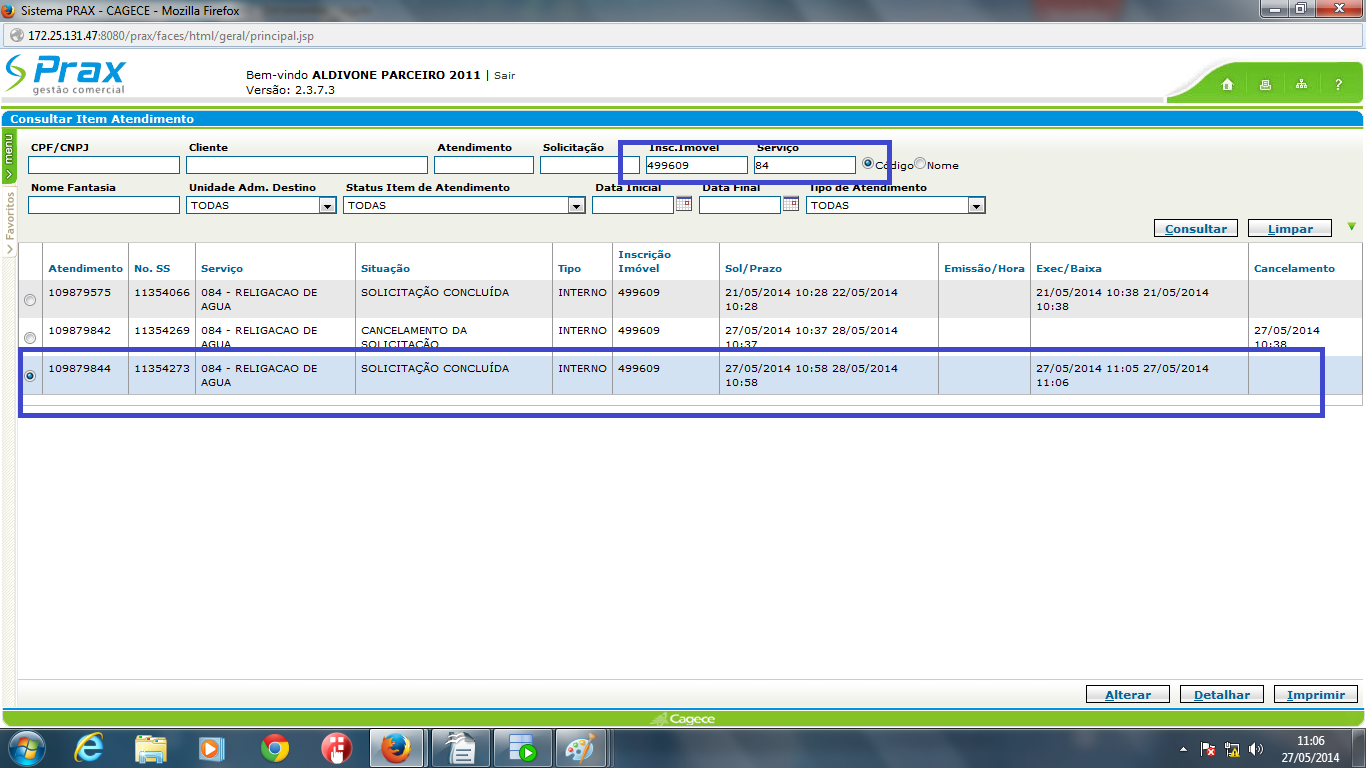 Sistema PRAX - CAGECE - Mozilla Firefox
172.25.131.47:8080/prax/faces/html/geral/principal.jsp
Prax
gestão comercial
Bem-vindo ALDIVONE PARCEIRO 2011 | Sair
Versão: 2.3.7.3
?
Consultar Item Atendimento
menu
Favoritos
CPF/CNPJ Cliente Atendimento Solicitação Insc.Imóvel Serviço
499609 84 Código Nome
Nome Fantasia Unidade Adm. Destino Status Item de Atendimento Data Inicial Data Final Tipo de Atendimento
TODAS TODAS TODAS
Consultar Limpar
Atendimento No. SS Serviço Situação Tipo Inscrição Imóvel Sol/Prazo Emissão/Hora Exec/Baixa Cancelamento
109879575 11354066 084 - RELIGACAO DE INTERNO SOLICITAÇÃO CONCLUÍDA 499609 21/05/2014 10:28 22/05/2014 21/05/2014 10:38 21/05/2014
AGUA 10:28 10:38
109879842 11354269 084 - RELIGACAO DE CANCELAMENTO DA INTERNO 499609 27/05/2014 10:37 28/05/2014 27/05/2014
AGUA SOLICITAÇÃO 10:37 10:38
109879844 11354273 084 - RELIGACAO DE SOLICITAÇÃO CONCLUÍDA INTERNO 499609 27/05/2014 10:58 28/05/2014 27/05/2014 11:05 27/05/2014
AGUA 10:58 11:06
Alterar Detalhar Imprimir
Cagece
11:06
27/05/2014